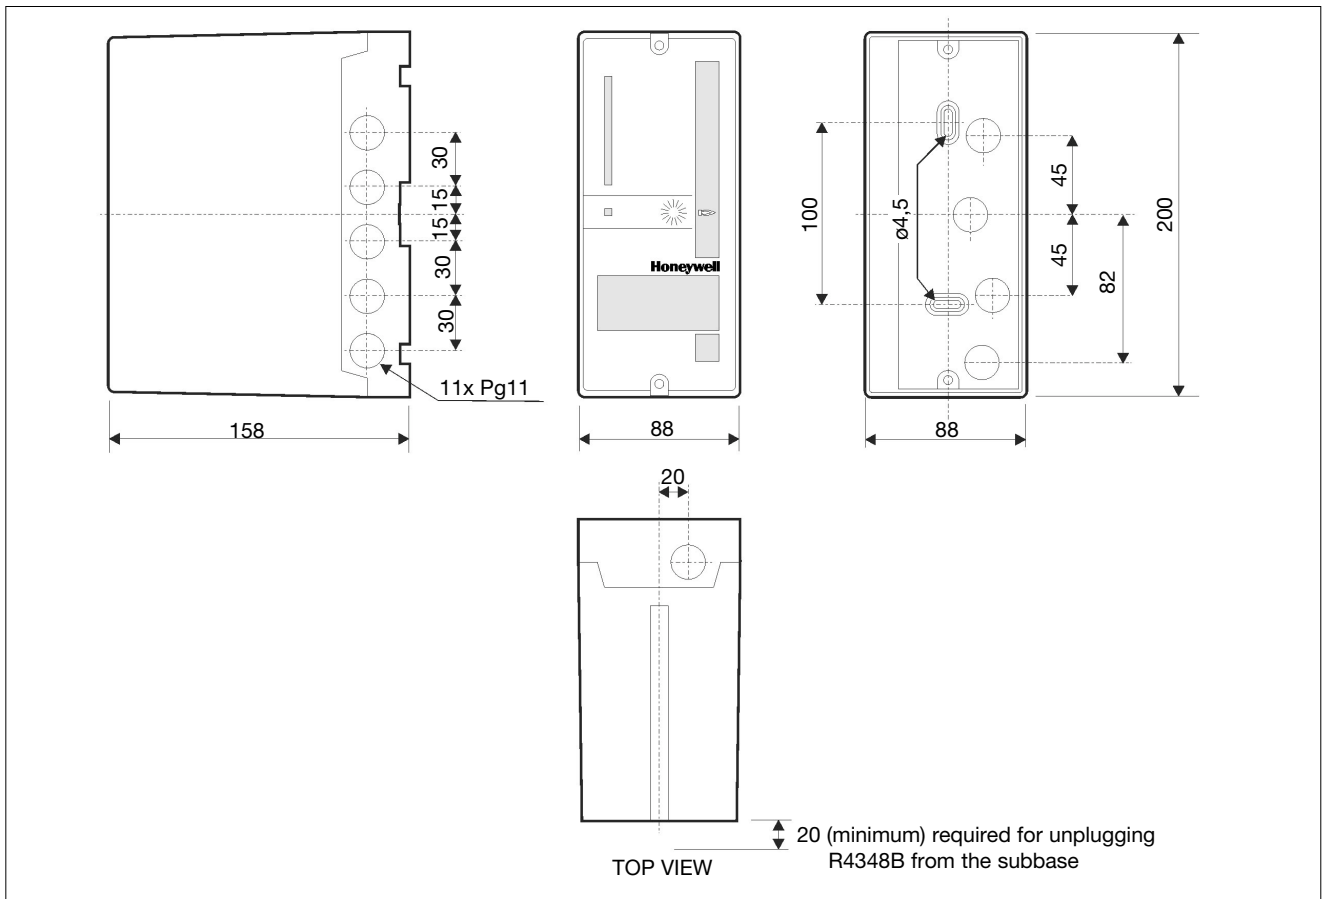 30
15
15
30
30
11x Pg11
158
Honeywell
88
100
ø4,5
45
45
82
200
88
20
20 (minimum) required for unplugging
R4348B from the subbase
TOP VIEW